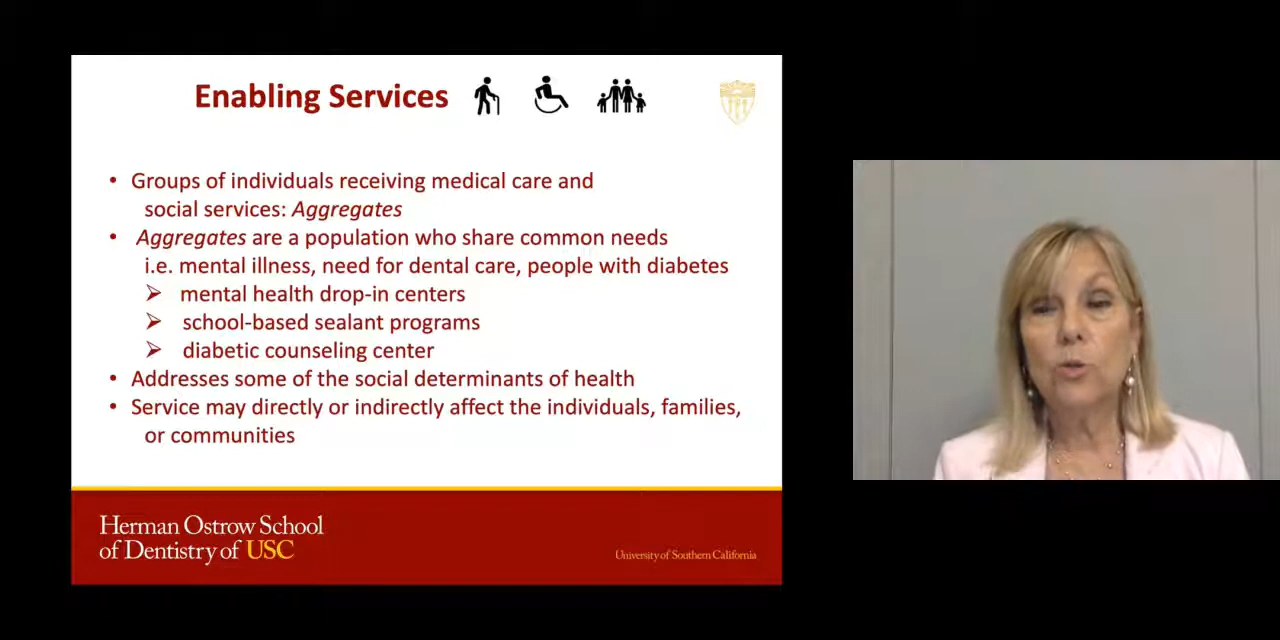 Enabling Services
• Groups of individuals receiving medical care and
social services: Aggregates
• Aggregates are a population who share common needs
i.e. mental illness, need for dental care, people with diabetes
➢ mental health drop-in centers
➢ school-based sealant programs
➢ diabetic counseling center
• Addresses some of the social determinants of health
• Service may directly or indirectly affect the individuals, families,
or communities
Herman Ostrow School
of Dentistry of USC
University of Southern California